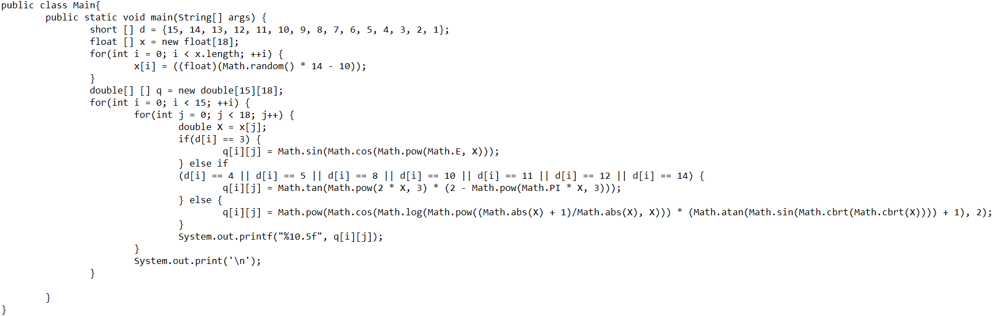 public class Main{
public static void main(String[] args) {
short [] d = {15, 14, 13, 12, 11, 10, 9, 8, 7, 6, 5, 4, 3, 2, 1};
float [] x = new float[18];
for(int i = 0; i < x.length; ++i) {
x[i] = ((float)(Math.random() * 14 - 10));
}
double[] [] q = new double[15][18];
for(int i = 0; i < 15; ++i) {
for(int j = 0; j < 18; j++) {
double X = x[j];
if(d[i] == 3) {
q[i][j] = Math.sin(Math.cos(Math.pow(Math.E, X)));
} else if
(d[i] == 4 || d[i] == 5 || d[i] == 8 || d[i] == 10 || d[i] == 11 || d[i] == 12 || d[i] == 14) {
q[i][j] = Math.tan(Math.pow(2 * X, 3) * (2 - Math.pow(Math.PI * X, 3)));
} else {
q[i][j] = Math.pow(Math.cos(Math.log(Math.pow((Math.abs(X) + 1)/Math.abs(X), X))) * (Math.atan(Math.sin(Math.cbrt(Math.cbrt(X)))) + 1), 2);
}
System.out.printf("%10.5f", q[i][j]);
}
System.out.print('\n');
}
}
}